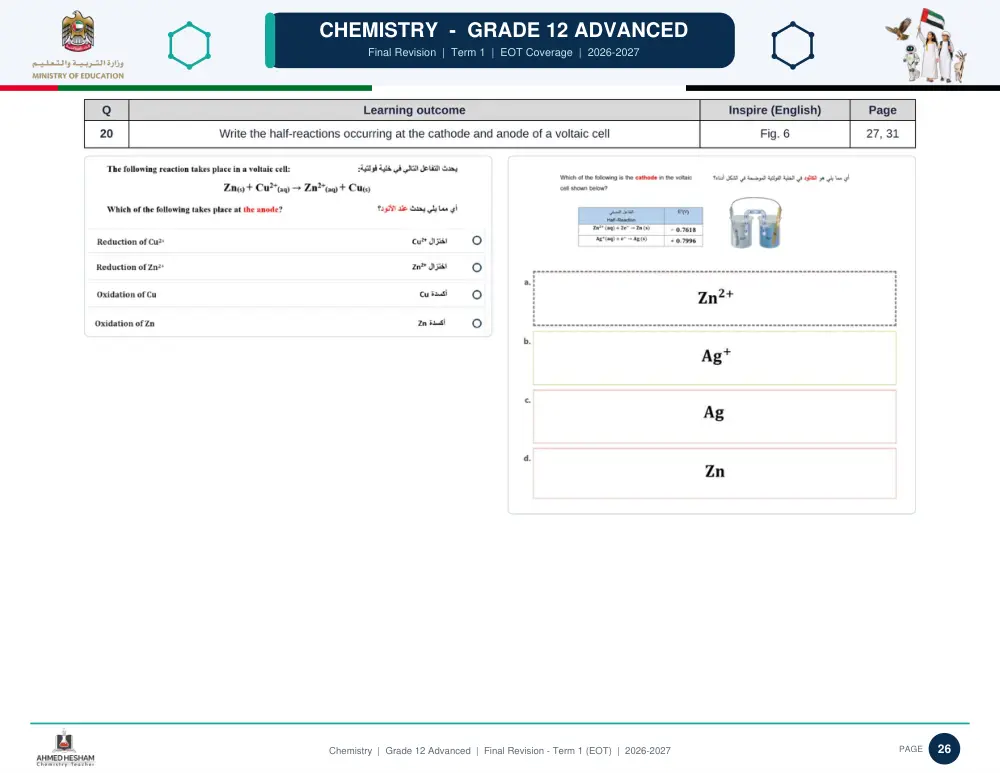 CHEMISTRY - GRADE 12 ADVANCED
Final Revision | Term 1 | EOT Coverage | 2026-2027
وزارة التربية والتعليم
MINISTRY OF EDUCATION
Q Learning outcome Inspire (English) Page
20 Write the half-reactions occurring at the cathode and anode of a voltaic cell Fig. 6 27, 31
The following reaction takes place in a voltaic cell: يحدث التفاعل التالي في خلية فولتية:
Zn(s) + Cu²⁺(aq) → Zn²⁺(aq) + Cu(s)
Which of the following takes place at the anode? أي مما يلي يحدث عند الأنود؟
Reduction of Cu²⁺ اختزال Cu²⁺
Reduction of Zn²⁺ اختزال Zn²⁺
Oxidation of Cu أكسدة Cu
Oxidation of Zn أكسدة Zn
Which of the following is the cathode in the voltaic أي مما يلي هو الكاثود في الخلية الفولتية الموضحة في الشكل أدناه؟
cell shown below?
Half-Reaction E°(V)
Zn²⁺ (aq) + 2e⁻ → Zn (s) - 0.7618
Ag⁺ (aq) + e⁻ → Ag (s) + 0.7996
a. Zn²⁺
b. Ag⁺
c. Ag
d. Zn
AHMED HESHAM
Chemistry Teacher
Chemistry | Grade 12 Advanced | Final Revision - Term 1 (EOT) | 2026-2027
PAGE 26